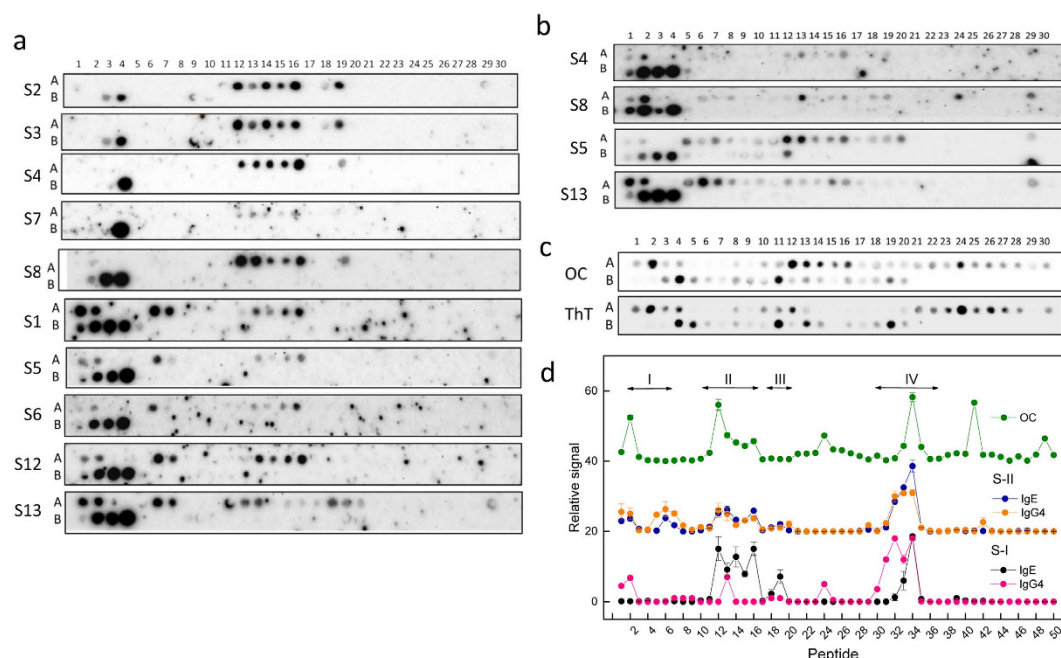 a
1 2 3 4 5 6 7 8 9 10 11 12 13 14 15 16 17 18 19 20 21 22 23 24 25 26 27 28 29 30
S2 A
B
S3 A
B
S4 A
B
S7 A
B
S8 A
B
S1 A
B
S5 A
B
S6 A
B
S12 A
B
S13 A
B
b
1 2 3 4 5 6 7 8 9 10 11 12 13 14 15 16 17 18 19 20 21 22 23 24 25 26 27 28 29 30
S4 A
B
S8 A
B
S5 A
B
S13 A
B
c
1 2 3 4 5 6 7 8 9 10 11 12 13 14 15 16 17 18 19 20 21 22 23 24 25 26 27 28 29 30
OC A
B
ThT A
B
d
I II III IV
60
40
20
0
Relative signal
OC
S-II
IgE
IgG4
S-I
IgE
IgG4
2 4 6 8 10 12 14 16 18 20 22 24 26 28 30 32 34 36 38 40 42 44 46 48 50
Peptide